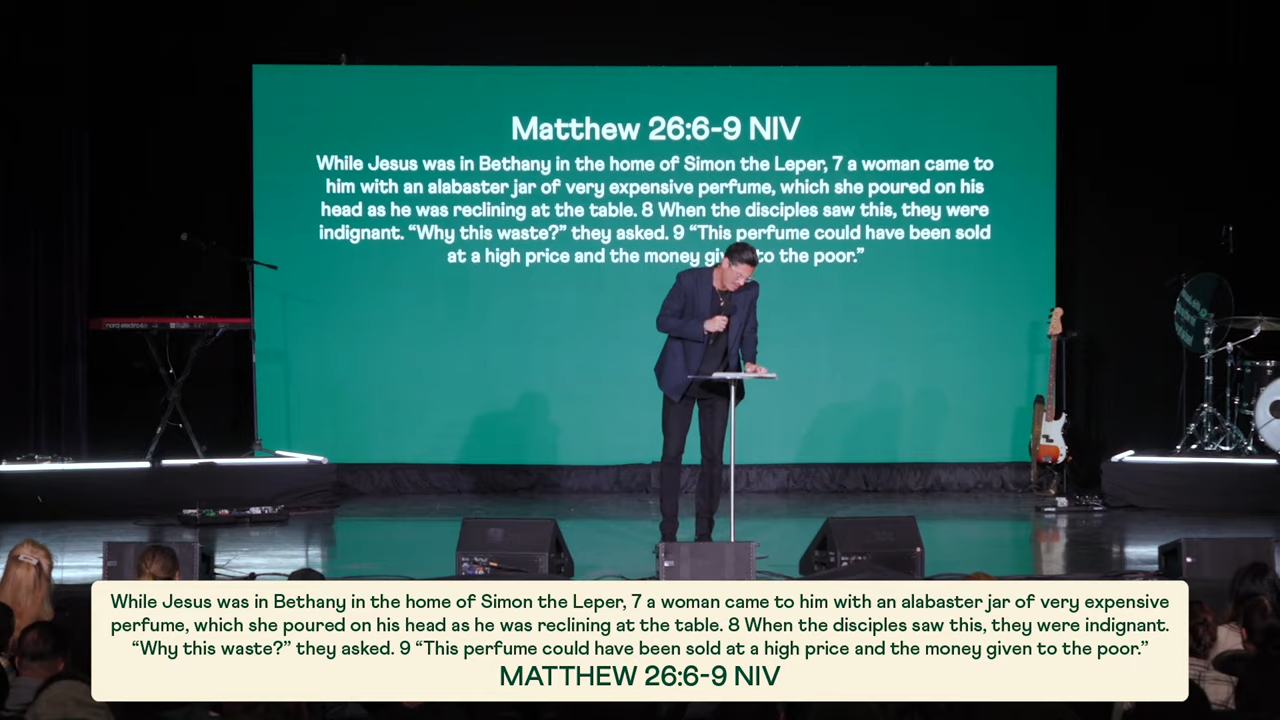 Matthew 26:6-9 NIV
While Jesus was in Bethany in the home of Simon the Leper, 7 a woman came to
him with an alabaster jar of very expensive perfume, which she poured on his
head as he was reclining at the table. 8 When the disciples saw this, they were
indignant. “Why this waste?” they asked. 9 “This perfume could have been sold
at a high price and the money to the poor.”
nord electro
While Jesus was in Bethany in the home of Simon the Leper, 7 a woman came to him with an alabaster jar of very expensive
perfume, which she poured on his head as he was reclining at the table. 8 When the disciples saw this, they were indignant.
“Why this waste?” they asked. 9 “This perfume could have been sold at a high price and the money given to the poor.”
MATTHEW 26:6-9 NIV